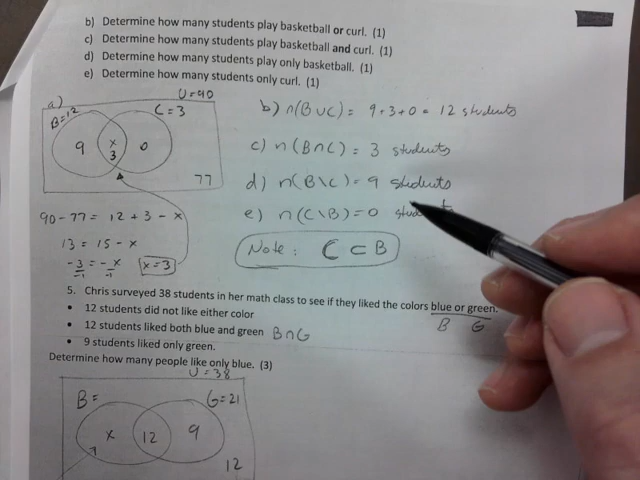 b) Determine how many students play basketball or curl. (1)
c) Determine how many students play basketball and curl. (1)
d) Determine how many students play only basketball. (1)
e) Determine how many students only curl. (1)
a)
U=90
B=12
C=3
9
x
3
0
77
b) n(B∪C) = 9+3+0 = 12 students
c) n(B∩C) = 3 students
d) n(B\C) = 9 students
e) n(C\B) = 0
90-77 = 12+3-x
13 = 15-x
-3 = -x
-1 -1
x=3
Note: C ⊂ B
5. Chris surveyed 38 students in her math class to see if they liked the colors blue or green.
B G
• 12 students did not like either color
• 12 students liked both blue and green B∩G
• 9 students liked only green.
Determine how many people like only blue. (3)
U=38
B=
G=21
x
12
9
12